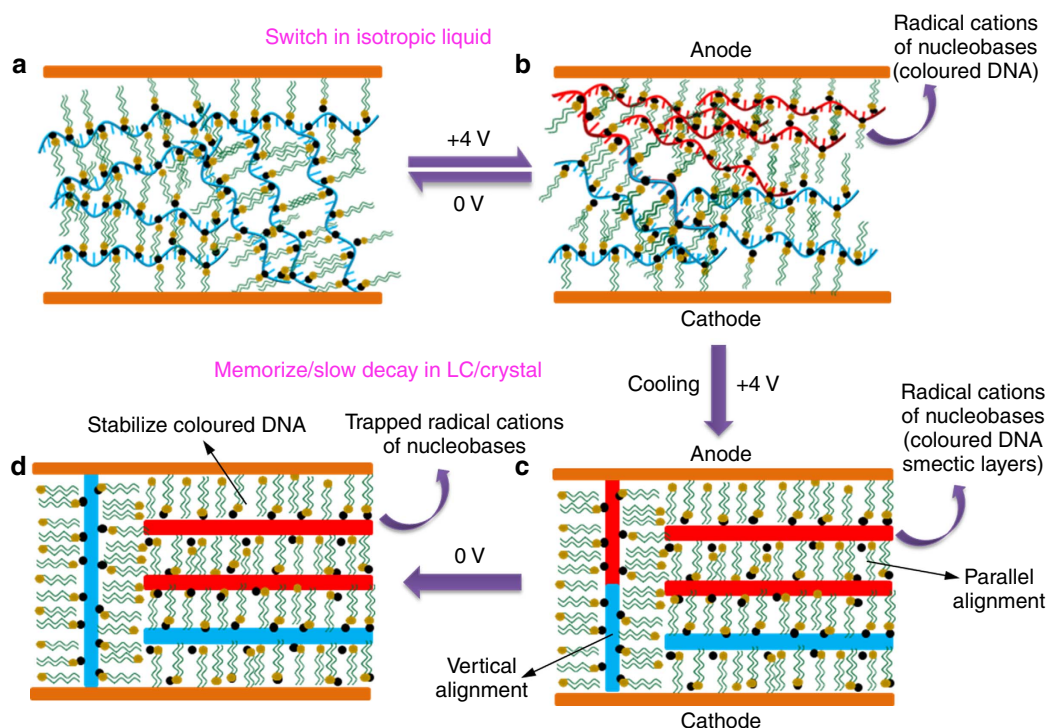 Switch in isotropic liquid
a
+4 V
0 V
b
Anode
Cathode
Radical cations
of nucleobases
(coloured DNA)
Cooling
+4 V
Memorize/slow decay in LC/crystal
d
Stabilize coloured DNA
Trapped radical cations
of nucleobases
0 V
c
Anode
Radical cations
of nucleobases
(coloured DNA
smectic layers)
Parallel
alignment
Vertical
alignment
Cathode